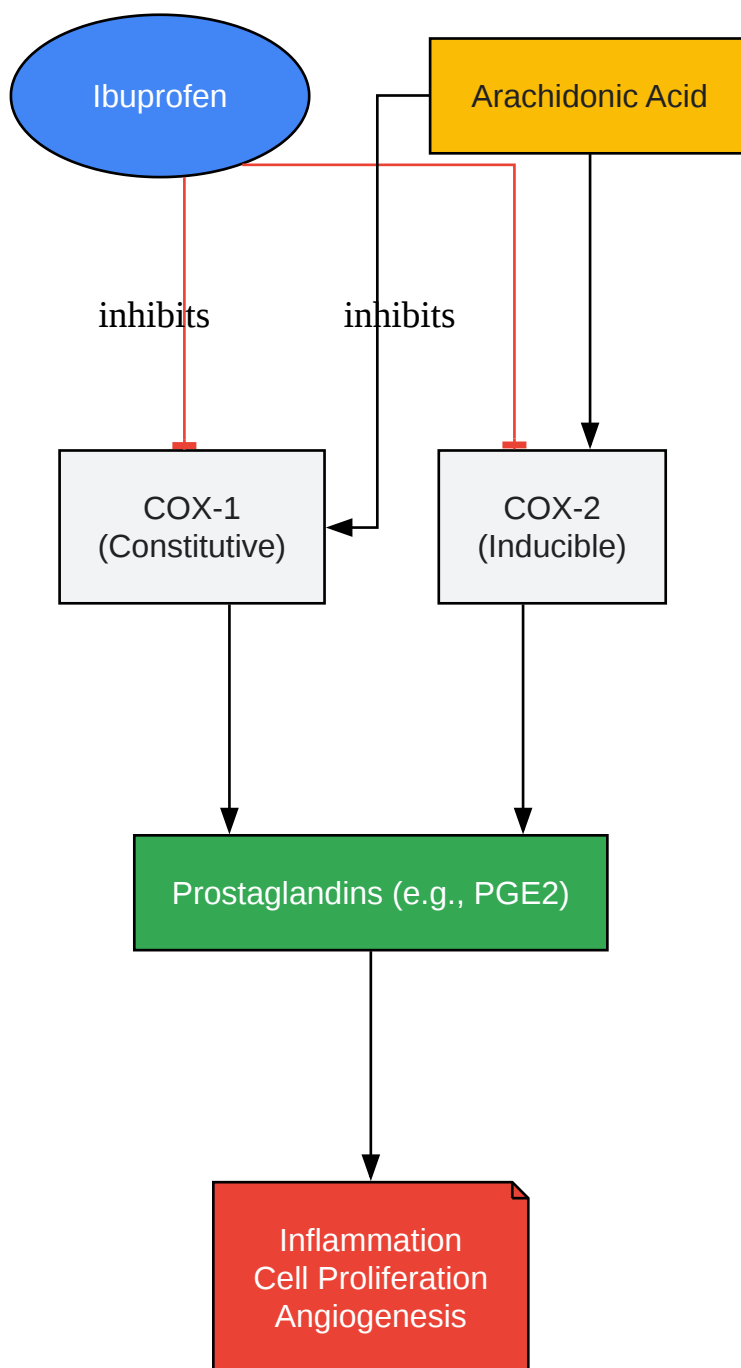 Ibuprofen
Arachidonic Acid
inhibits
inhibits
COX-1
(Constitutive)
COX-2
(Inducible)
Prostaglandins (e.g., PGE2)
Inflammation
Cell Proliferation
Angiogenesis